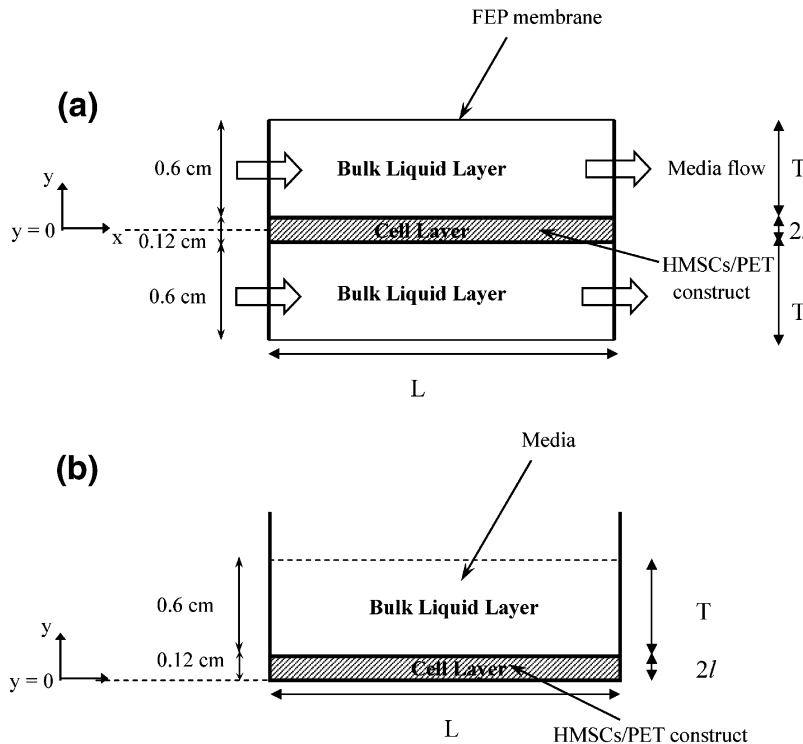 FEP membrane
(a)
0.6 cm
Bulk Liquid Layer
Media flow
T
y
y = 0
x
0.12 cm
Cell Layer
2
HMSCs/PET
construct
0.6 cm
Bulk Liquid Layer
T
L
(b)
Media
0.6 cm
Bulk Liquid Layer
T
y
0.12 cm
Cell Layer
2l
y = 0
L
HMSCs/PET construct